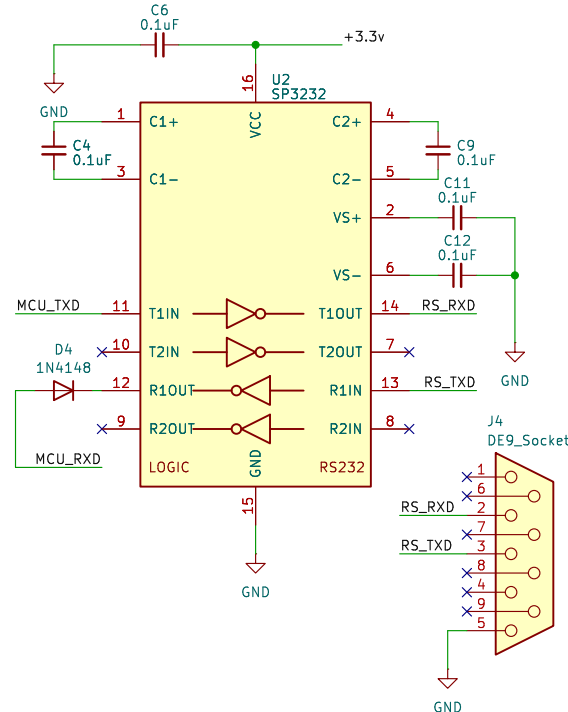 C6
0.1uF
+3.3v
GND
16
U2
SP3232
VCC
1
C1+
C2+
4
C4
0.1uF
C9
0.1uF
3
C1-
C2-
5
C11
0.1uF
VS+
2
C12
0.1uF
VS-
6
MCU_TXD
11
T1IN
T1OUT
14
RS_RXD
10
T2IN
T2OUT
7
D4
1N4148
GND
12
R1OUT
R1IN
13
RS_TXD
9
R2OUT
R2IN
8
MCU_RXD
LOGIC
GND
RS232
15
GND
J4
DE9_Socket
1
6
RS_RXD
2
7
RS_TXD
3
8
4
9
5
GND